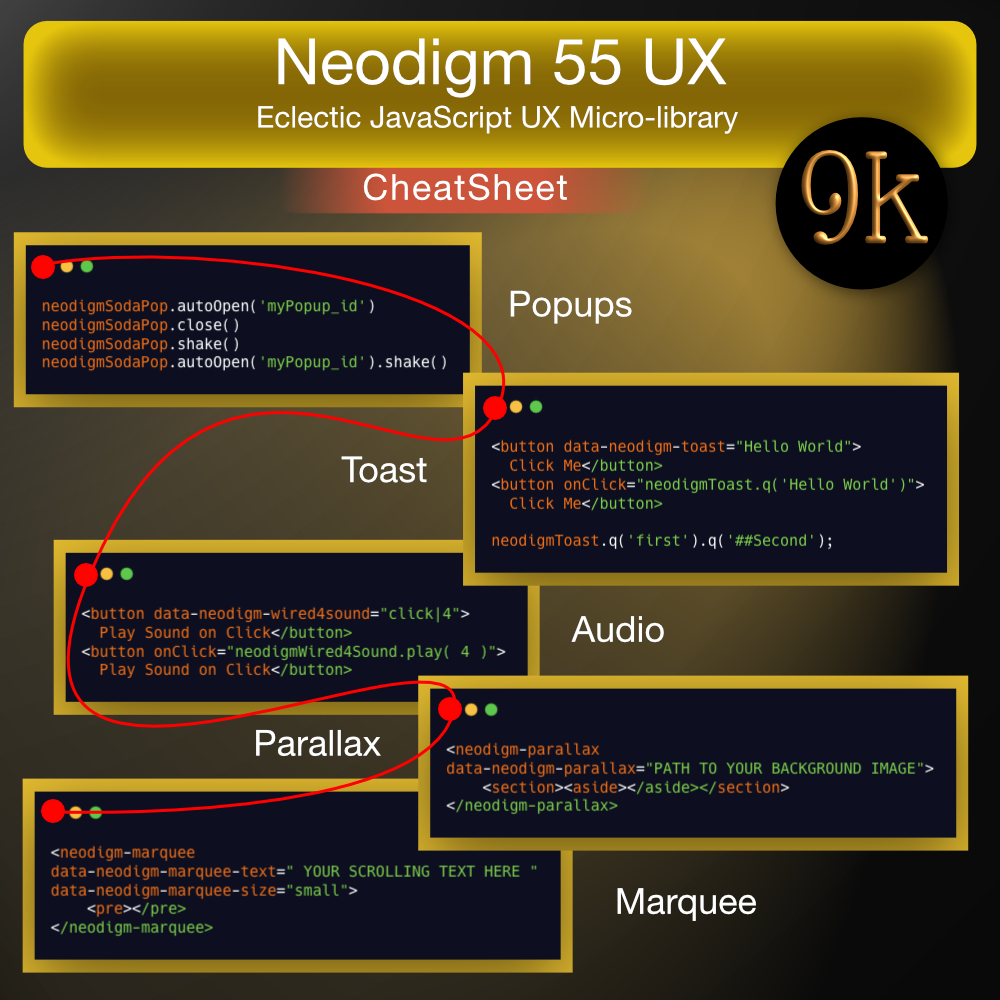 Neodigm 55 UX
Eclectic JavaScript UX Micro-library
9k
CheatSheet
neodigmSodaPop.autoOpen('myPopup_id')
neodigmSodaPop.close()
neodigmSodaPop.shake()
neodigmSodaPop.autoOpen('myPopup_id').shake()
Popups
<button data-neodigm-toast="Hello World">
  Click Me</button>
<button onClick="neodigmToast.q('Hello World')">
  Click Me</button>
neodigmToast.q('first').q('##Second');
Toast
<button data-neodigm-wired4sound="click|4">
  Play Sound on Click</button>
<button onClick="neodigmWired4Sound.play( 4 )">
  Play Sound on Click</button>
Audio
Parallax
<neodigm-parallax
data-neodigm-parallax="PATH TO YOUR BACKGROUND IMAGE">
    <section><aside></aside></section>
</neodigm-parallax>
<neodigm-marquee
data-neodigm-marquee-text=" YOUR SCROLLING TEXT HERE "
data-neodigm-marquee-size="small">
    <pre></pre>
</neodigm-marquee>
Marquee